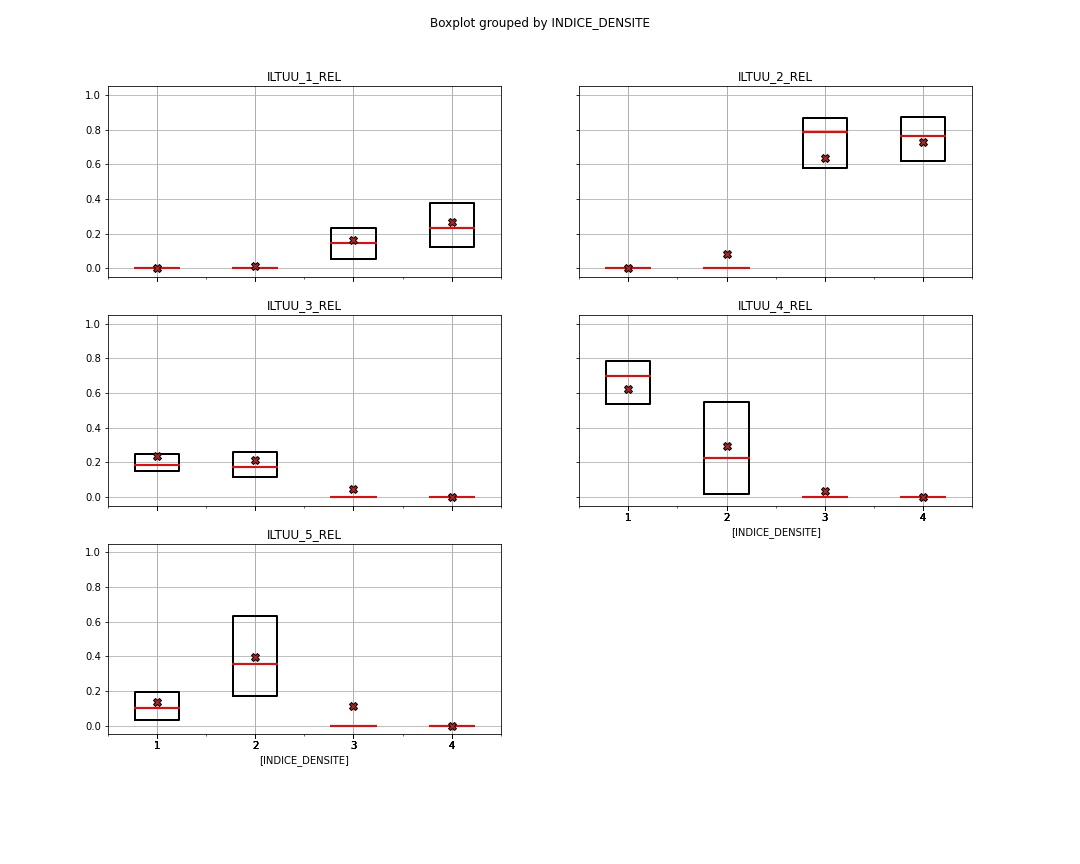 Boxplot grouped by INDICE_DENSITE
ILTUU_1_REL
1.0
0.8
0.6
0.4
0.2
0.0
ILTUU_2_REL
ILTUU_3_REL
1.0
0.8
0.6
0.4
0.2
0.0
ILTUU_4_REL
1 2 3 4
[INDICE_DENSITE]
ILTUU_5_REL
1.0
0.8
0.6
0.4
0.2
0.0
1 2 3 4
[INDICE_DENSITE]